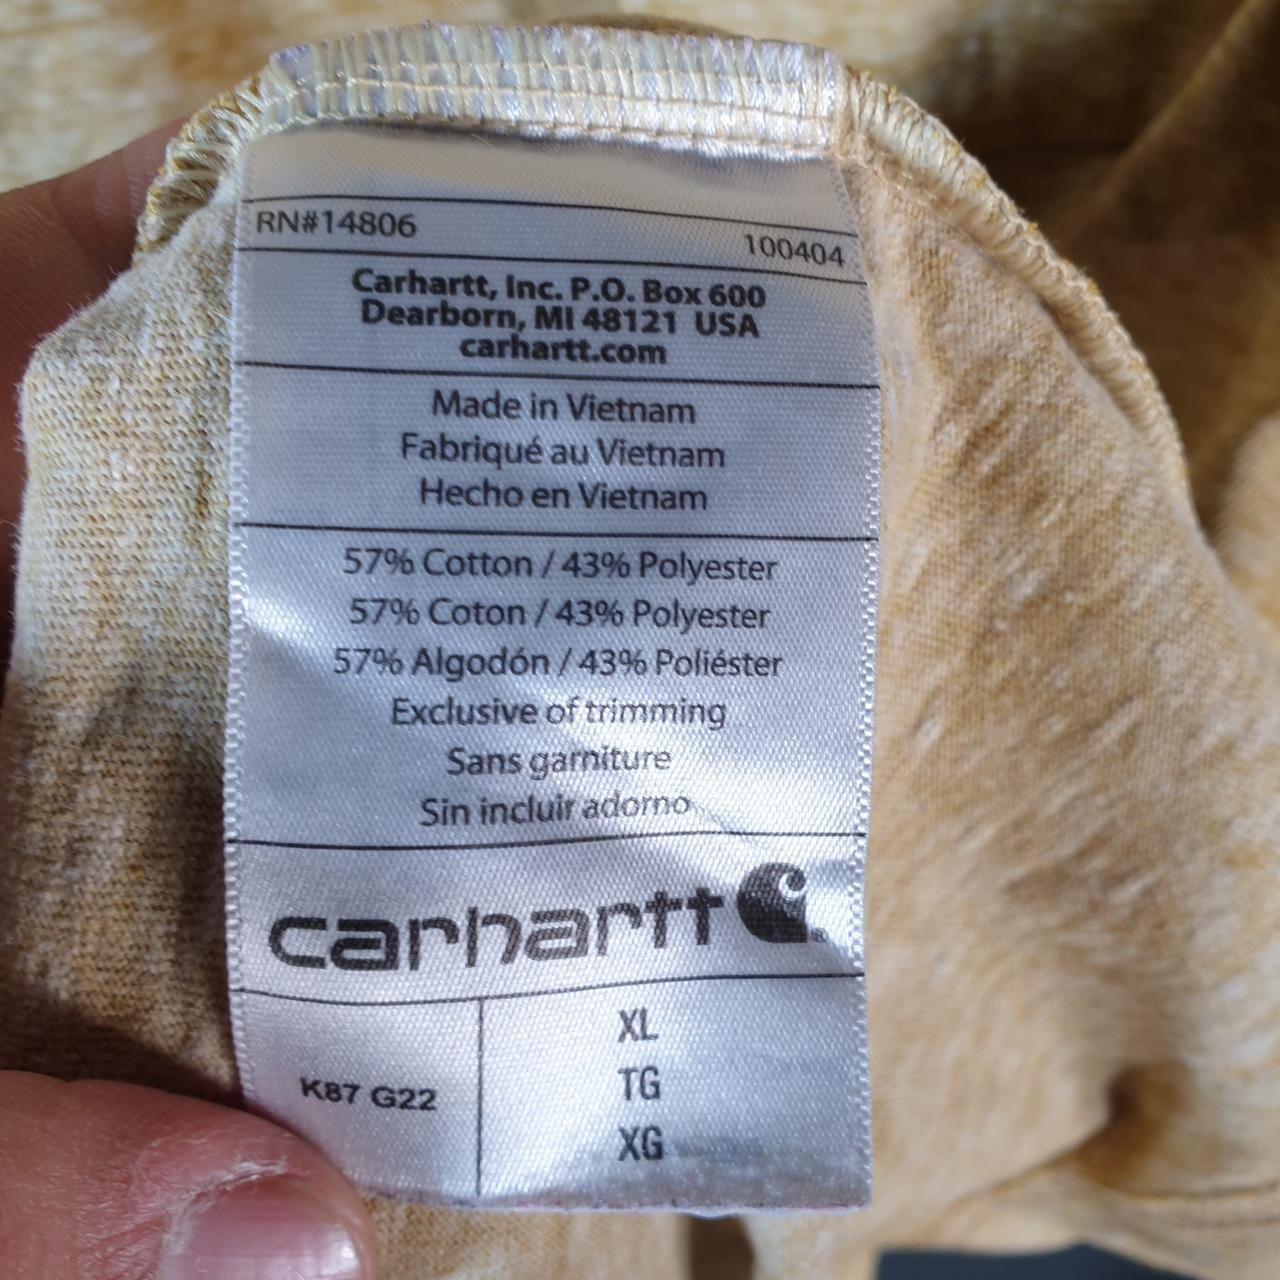 RN#14806 100404
Carhartt, Inc. P.O. Box 600
Dearborn, MI 48121 USA
carhartt.com
Made in Vietnam
Fabriqué au Vietnam
Hecho en Vietnam
57% Cotton / 43% Polyester
57% Coton / 43% Polyester
57% Algodón / 43% Poliéster
Exclusive of trimming
Sans garniture
Sin incluir adorno
carhartt®
XL
TG
K87 G22
XG